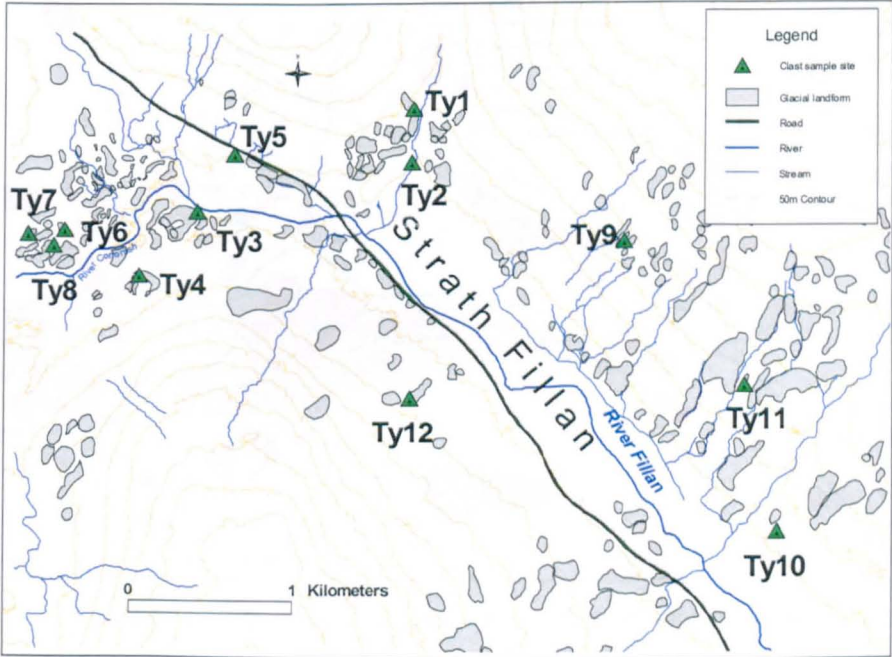 Legend
Clast sample site
Glacial landform
Road
River
Stream
50m Contour
Ty1
Ty5
Ty2
Ty7
Ty6
Ty3
Ty9
Ty8
Ty4
River Cononish
Strath Fillan
Ty11
Ty12
River Fillan
Ty10
0 1 Kilometers